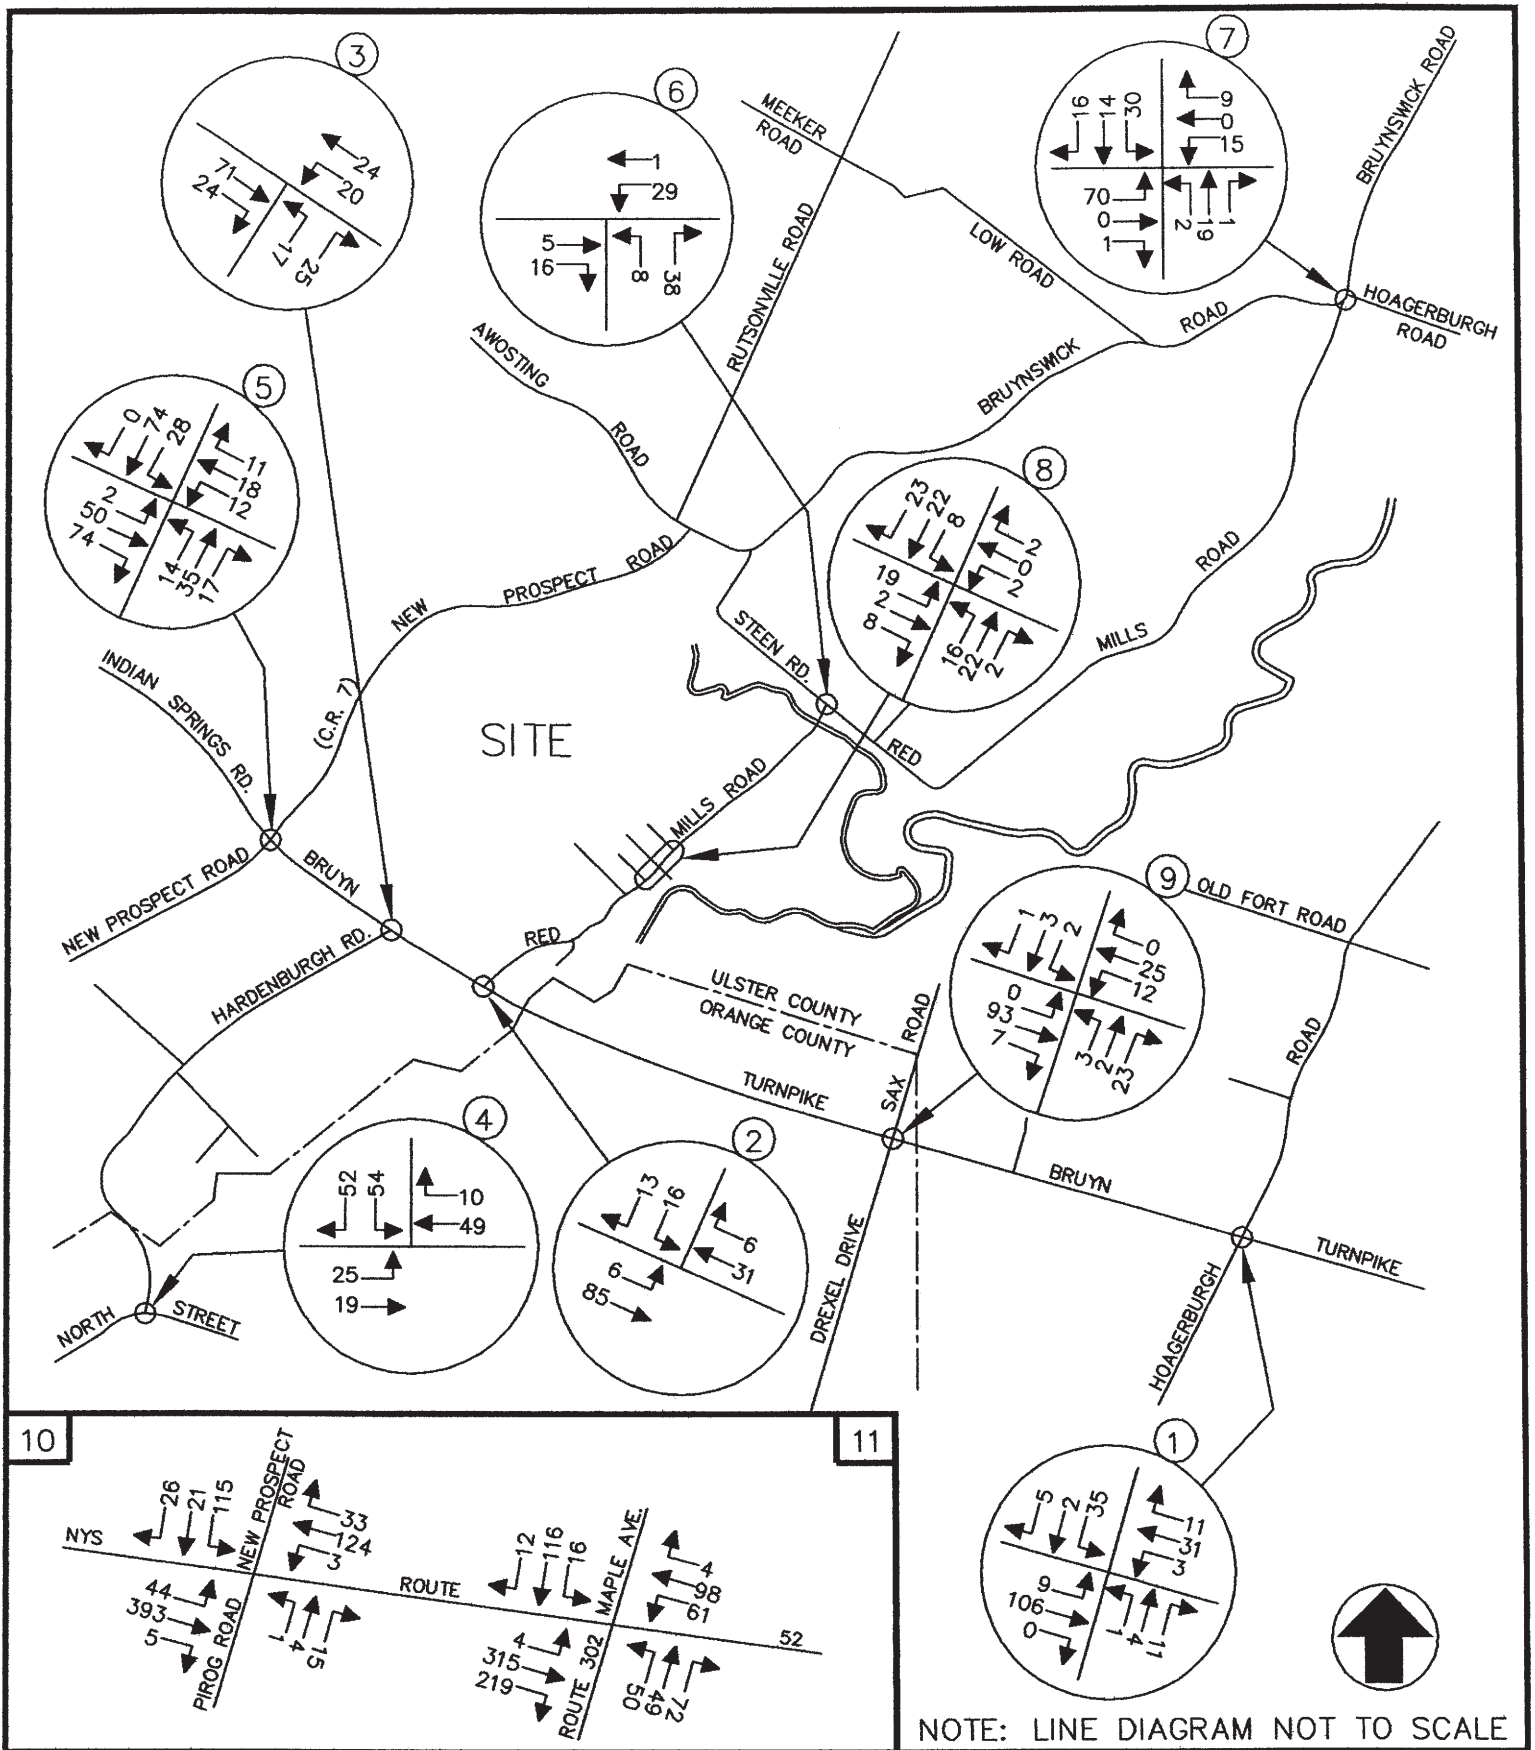 3
71
24
24
20
17
25
6
1
29
5
16
8
38
7
16
14
30
9
0
15
70
0
1
2
19
1
MEEKER
ROAD
RUTSONVILLE ROAD
LOW ROAD
BRUYNSWICK ROAD
HOAGERBURGH
ROAD
BRUYNSWICK
ROAD
AWOSTING
ROAD
5
0
74
28
11
18
12
2
50
74
14
35
17
8
23
22
8
2
0
2
19
2
8
16
22
2
NEW
PROSPECT
ROAD
(C.R. 7)
STEEN RD.
RED
MILLS
ROAD
INDIAN
SPRINGS
RD.
SITE
MILLS ROAD
RED
NEW PROSPECT ROAD
BRUYN
HARDENBURGH RD.
ULSTER COUNTY
ORANGE COUNTY
TURNPIKE
SAX
ROAD
9
1
3
2
0
25
12
0
93
7
3
2
23
OLD FORT ROAD
ROAD
BRUYN
TURNPIKE
HOAGERBURGH
DREXEL DRIVE
4
52
54
10
49
25
19
2
13
16
6
31
6
85
NORTH
STREET
1
5
2
35
11
31
3
9
106
0
1
4
11
10
11
NYS
26
21
115
NEW PROSPECT
ROAD
33
124
3
44
393
5
PIROG ROAD
1
4
15
ROUTE
12
116
16
MAPLE AVE.
4
98
61
4
315
219
ROUTE 302
50
49
72
52
NOTE: LINE DIAGRAM NOT TO SCALE